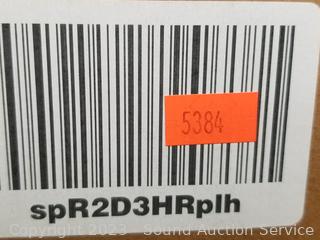 5384
spR2D3HRplh
Copyright 2023 - Sound Auction Service